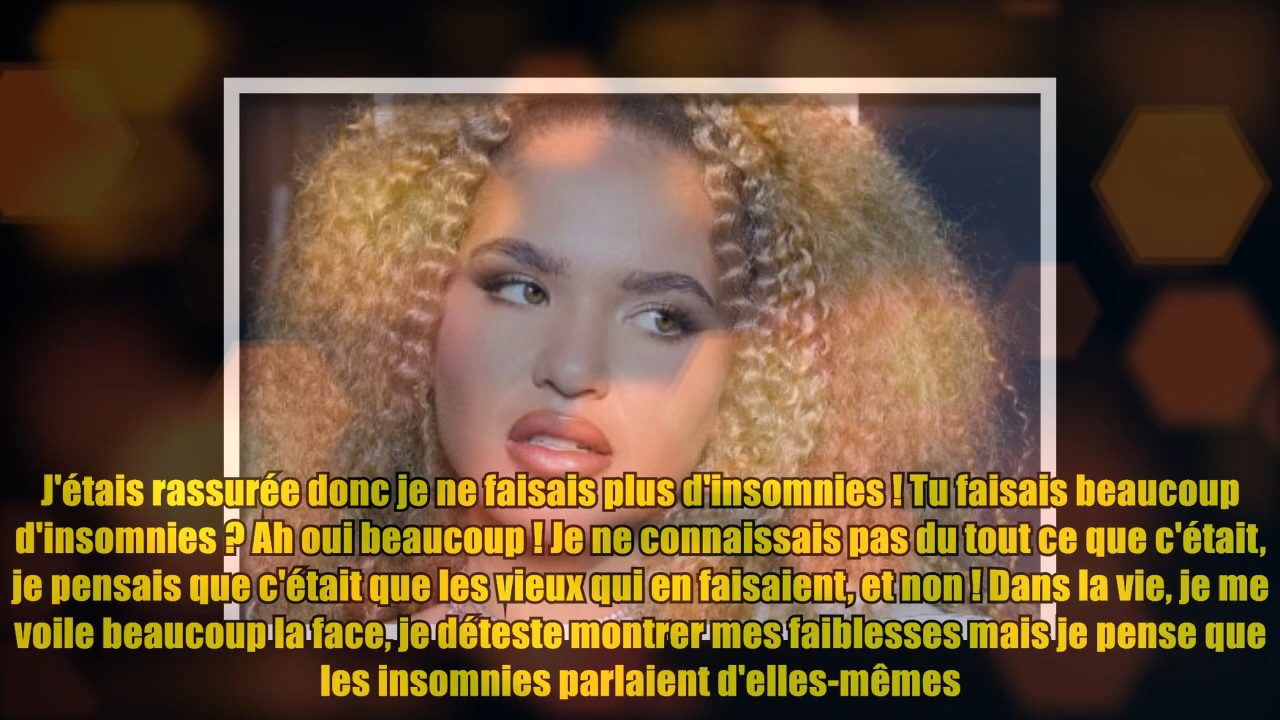 J'étais rassurée donc je ne faisais plus d'insomnies ! Tu faisais beaucoup
d'insomnies ? Ah oui beaucoup ! Je ne connaissais pas du tout ce que c'était,
je pensais que c'était que les vieux qui en faisaient, et non ! Dans la vie, je me
voile beaucoup la face, je déteste montrer mes faiblesses mais je pense que
les insomnies parlaient d'elles-mêmes